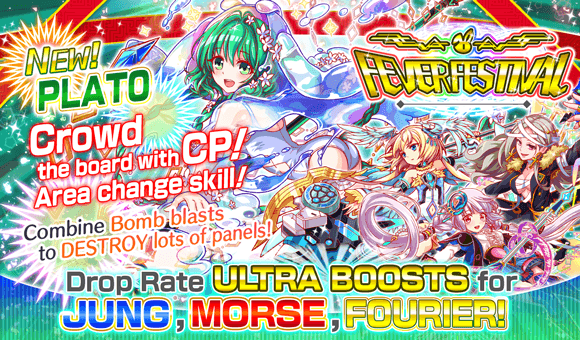 NEW!
PLATO
FEVER FESTIVAL
Crowd
the board with CP!
Area change skill!
Combine Bomb blasts
to DESTROY lots of panels!
Drop Rate ULTRA BOOSTS for
JUNG, MORSE, FOURIER!